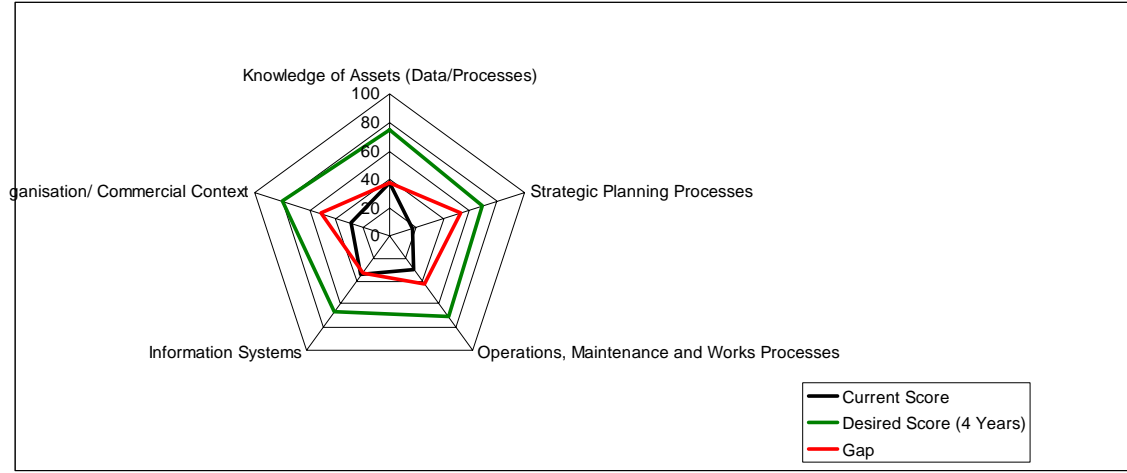 Knowledge of Assets (Data/Processes)
100
80
60
40
20
0
ganisation/ Commercial Context
Strategic Planning Processes
Information Systems
Operations, Maintenance and Works Processes
Current Score
Desired Score (4 Years)
Gap